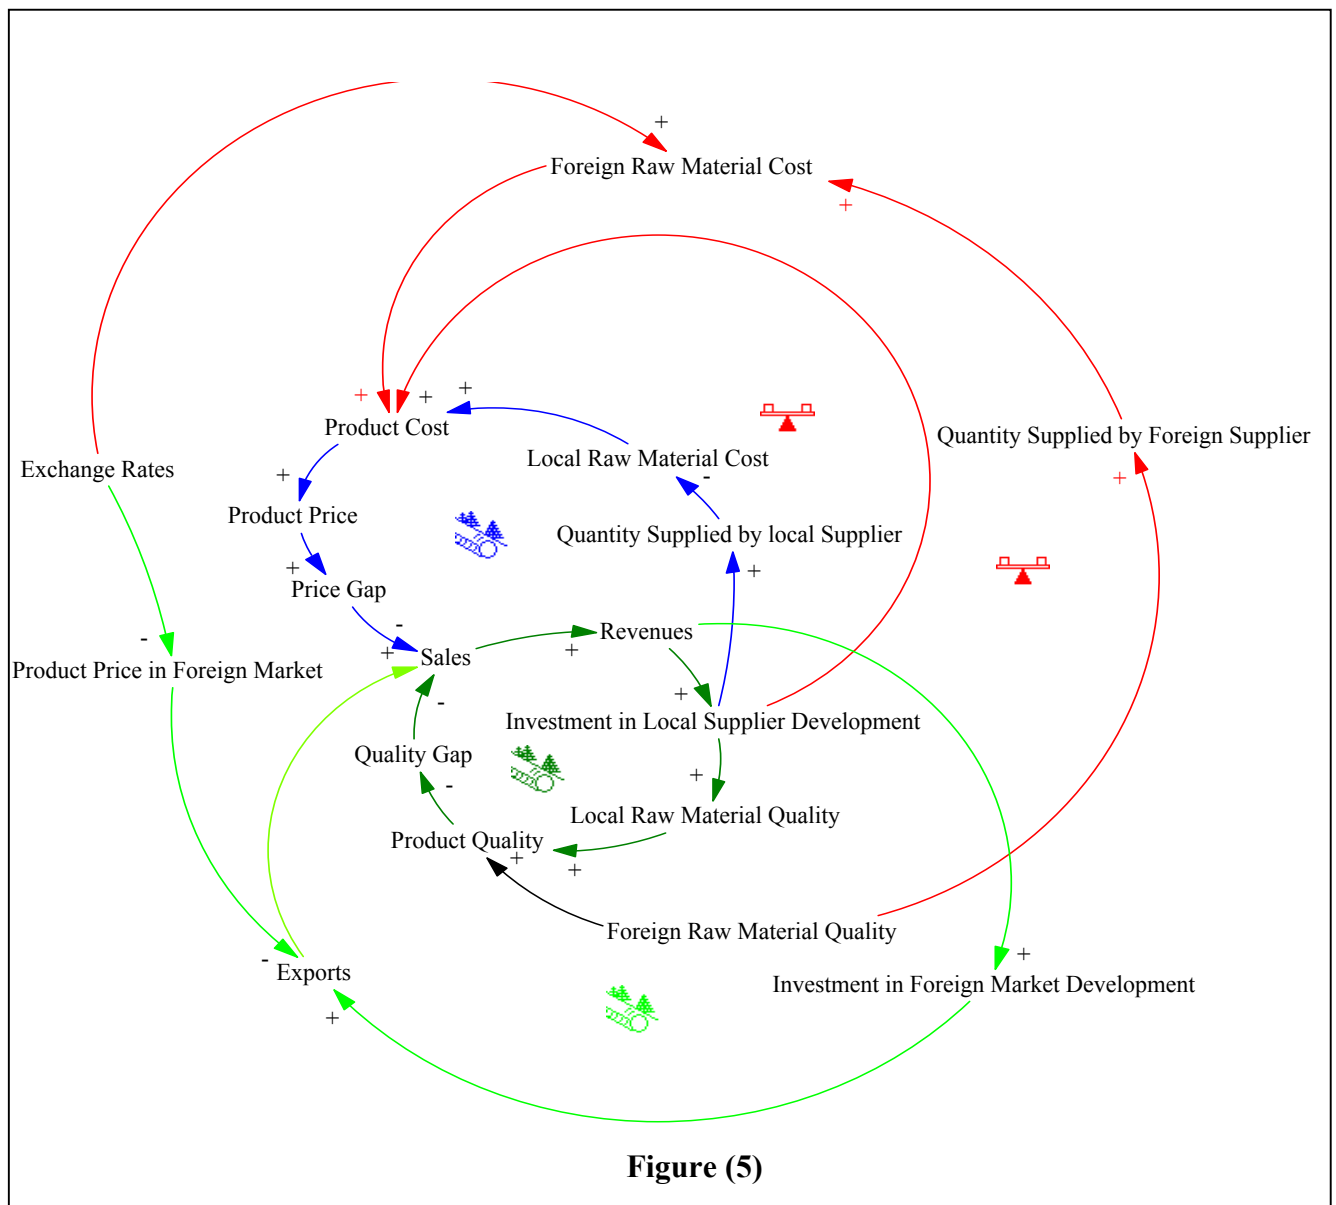 +
Foreign Raw Material Cost
+
+
+
+
Product Cost
Quantity Supplied by Foreign Supplier
Local Raw Material Cost
Exchange Rates
-
+
+
Product Price
Quantity Supplied by local Supplier
+
+
Price Gap
-
-
Revenues
+
+
Sales
Product Price in Foreign Market
+
-
Investment in Local Supplier Development
Quality Gap
+
-
Local Raw Material Quality
Product Quality
+
+
Foreign Raw Material Quality
+
-
Exports
Investment in Foreign Market Development
+
Figure (5)